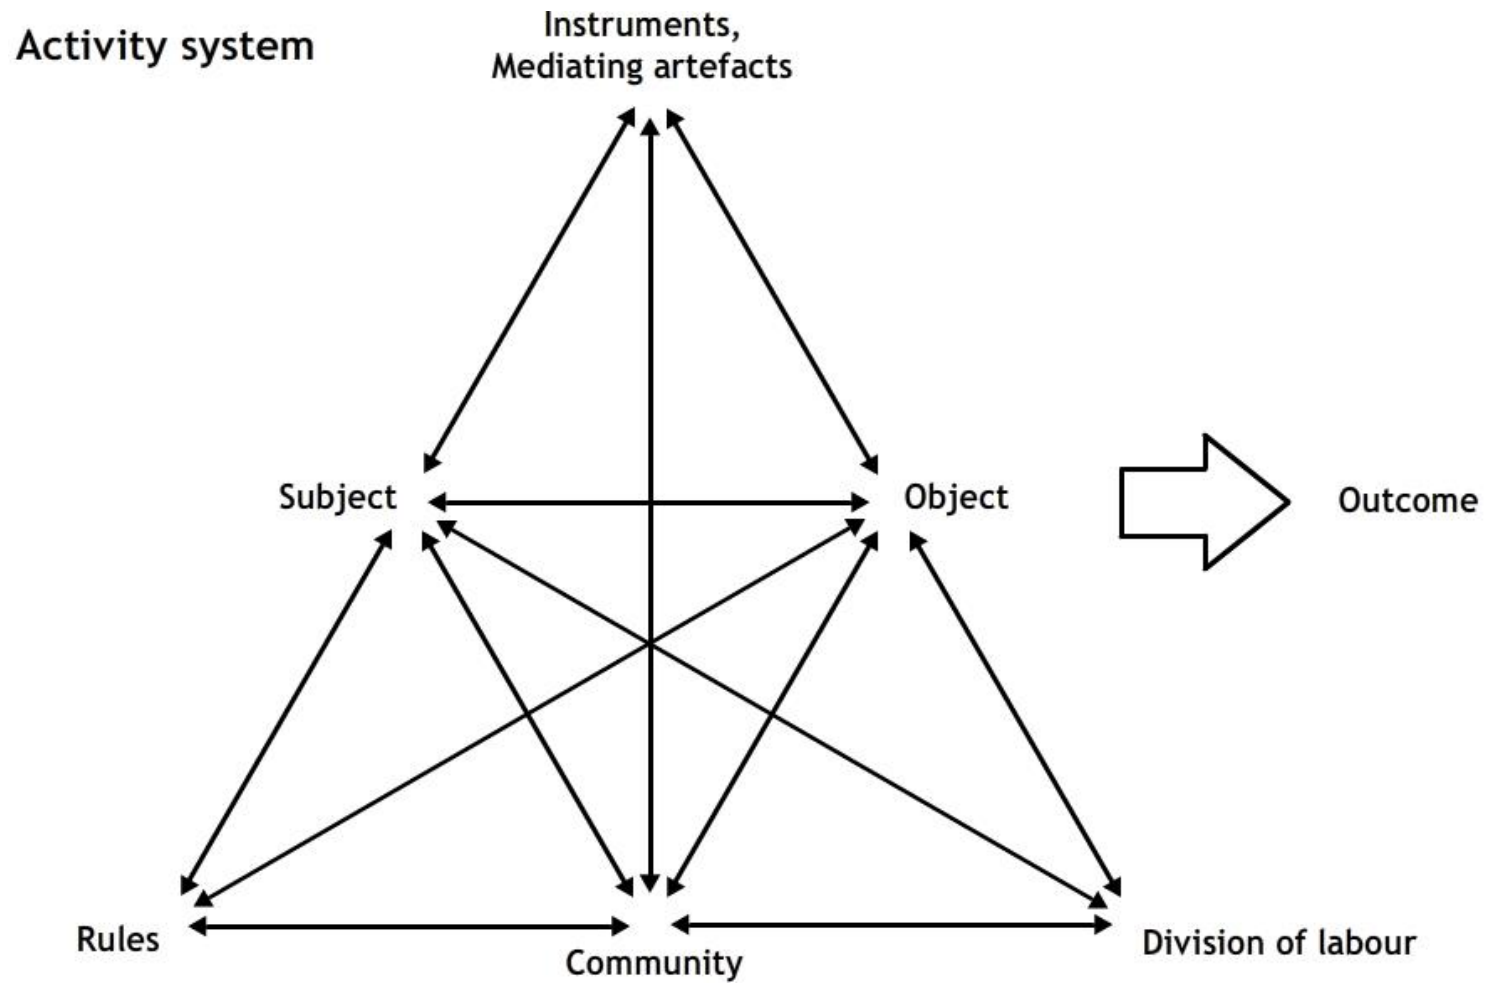 Activity system
Instruments,
Mediating artefacts
Subject
Object
Outcome
Rules
Community
Division of labour